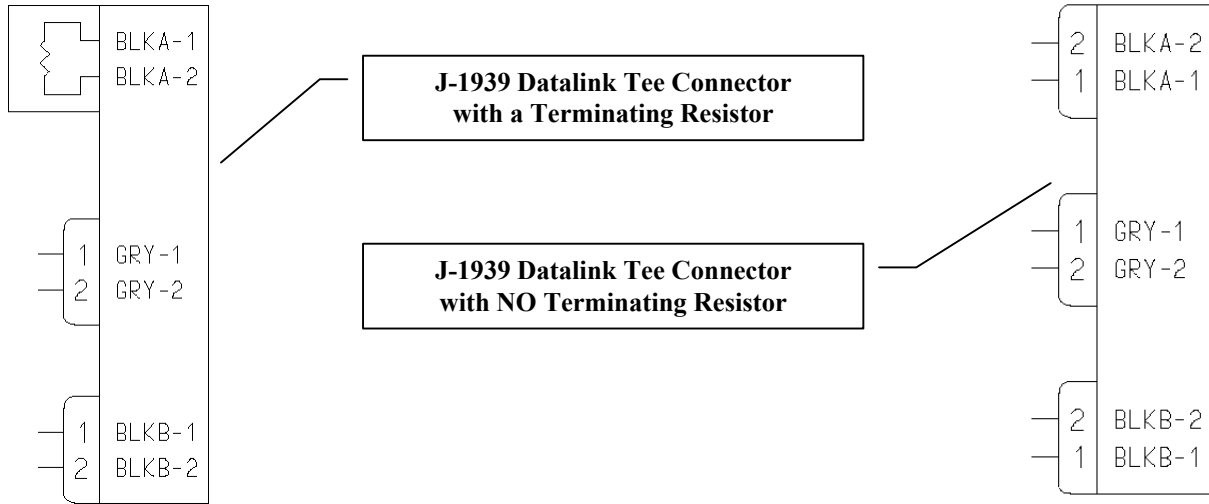 BLKA-1
BLKA-2
1 GRY-1
2 GRY-2
1 BLKB-1
2 BLKB-2
J-1939 Datalink Tee Connector
with a Terminating Resistor
J-1939 Datalink Tee Connector
with NO Terminating Resistor
2 BLKA-2
1 BLKA-1
1 GRY-1
2 GRY-2
2 BLKB-2
1 BLKB-1